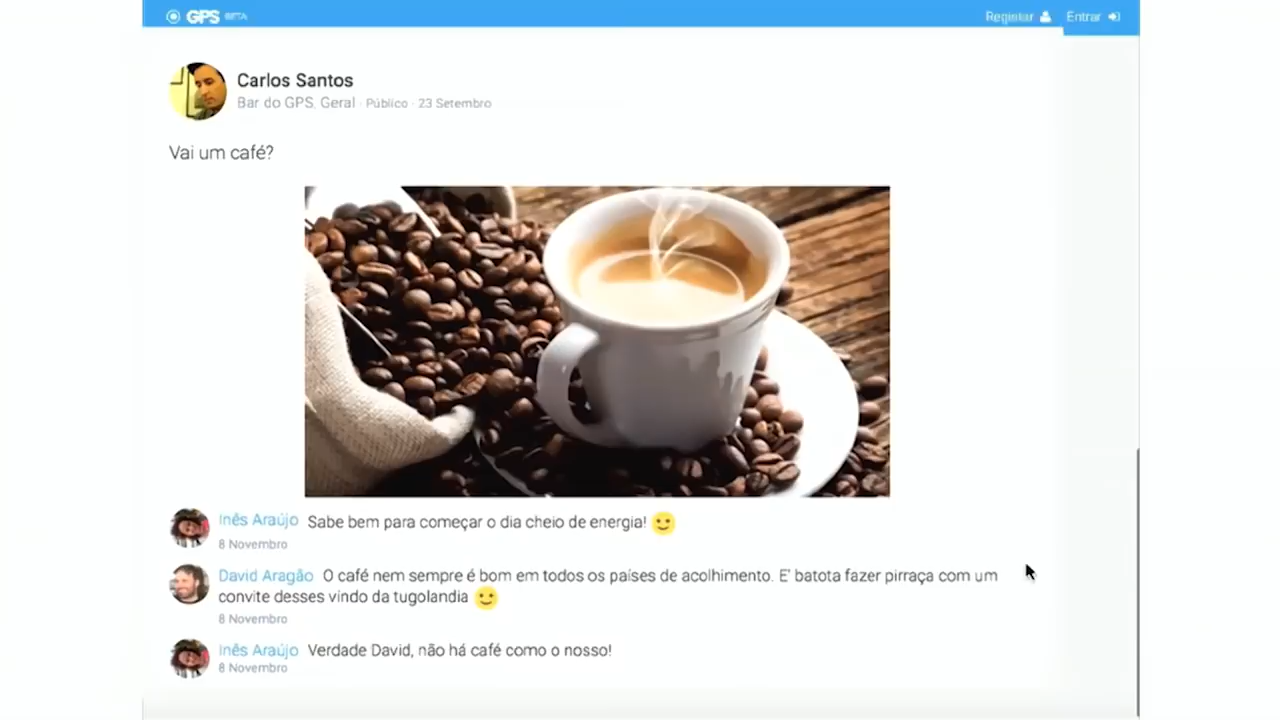 GPS BETA
Registar
Entrar
Carlos Santos
Bar do GPS, Geral · Público · 23 Setembro
Vai um café?
Inês Araújo Sabe bem para começar o dia cheio de energia!
8 Novembro
David Aragão O café nem sempre é bom em todos os países de acolhimento. E' batota fazer pirraça com um
convite desses vindo da tugolandia
8 Novembro
Inês Araújo Verdade David, não há café como o nosso!
8 Novembro